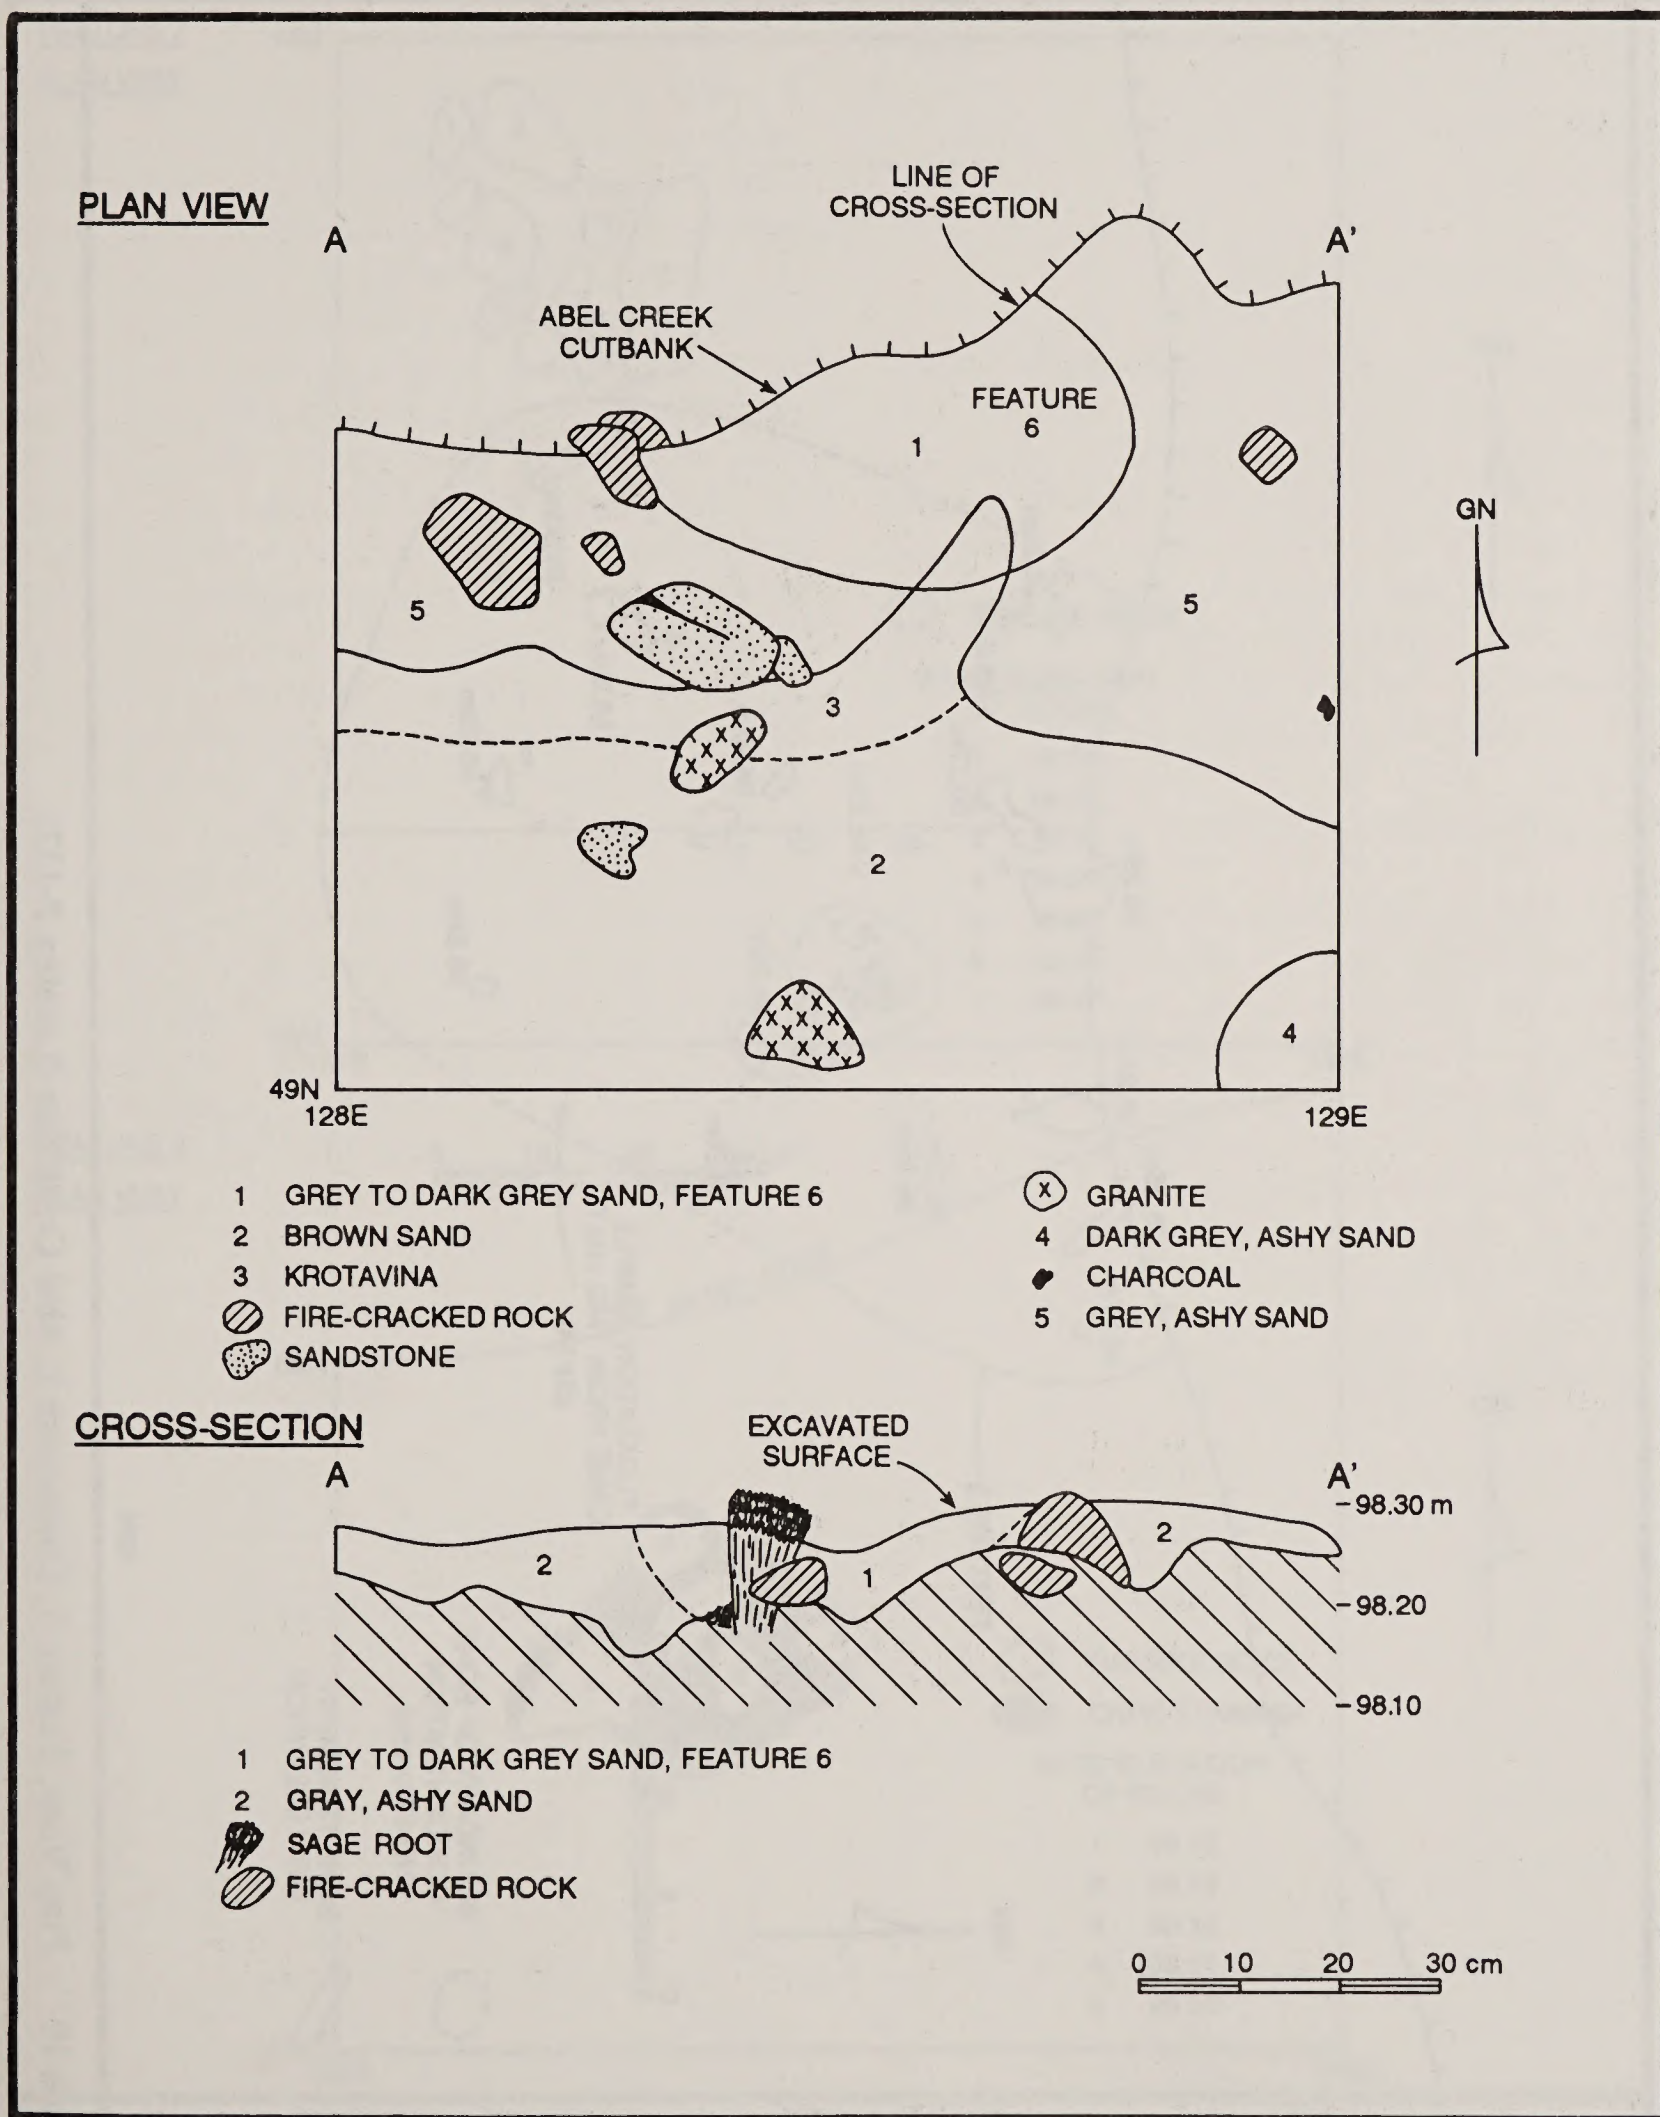 PLAN VIEW
A
LINE OF
CROSS-SECTION
A'
ABEL CREEK
CUTBANK
FEATURE
6
1
GN
5
5
3
2
4
49N
128E
129E
1 GREY TO DARK GREY SAND, FEATURE 6
2 BROWN SAND
3 KROTAVINA
FIRE-CRACKED ROCK
SANDSTONE
X GRANITE
4 DARK GREY, ASHY SAND
CHARCOAL
5 GREY, ASHY SAND
CROSS-SECTION
A
EXCAVATED
SURFACE
A'
98.30 m
2
2
1
98.20
98.10
1 GREY TO DARK GREY SAND, FEATURE 6
2 GRAY, ASHY SAND
SAGE ROOT
FIRE-CRACKED ROCK
0 10 20 30 cm